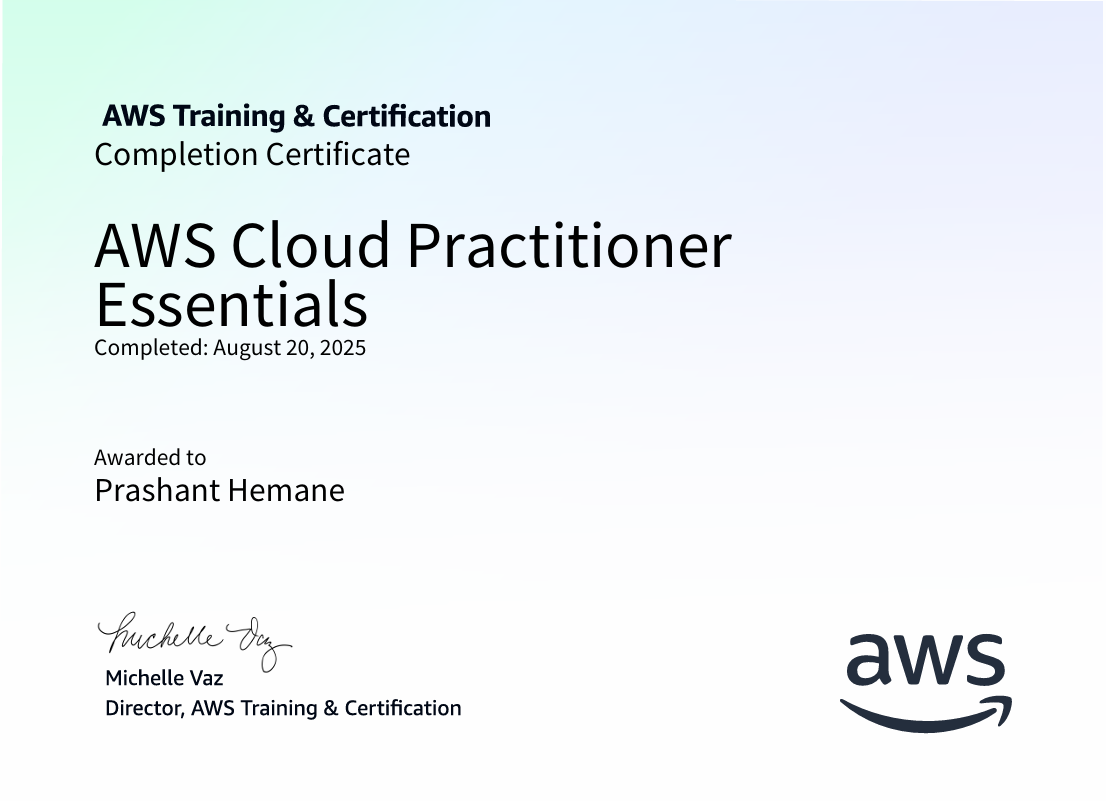 AWS Training & Certification
Completion Certificate
AWS Cloud Practitioner
Essentials
Completed: August 20, 2025
Awarded to
Prashant Hemane
Michelle Vaz
Michelle Vaz
Director, AWS Training & Certification
aws